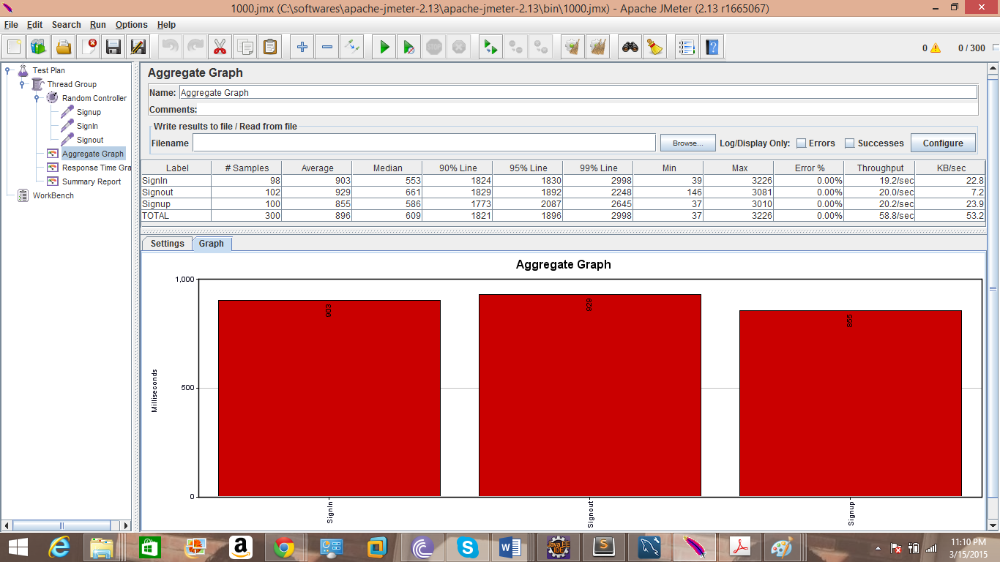 1000.jmx (C:\softwares\apache-jmeter-2.13\apache-jmeter-2.13\bin\1000.jmx) - Apache JMeter (2.13 r1665067)
File Edit Search Run Options Help
0 0 / 300
Test Plan
Thread Group
Random Controller
Signup
SignIn
Signout
Aggregate Graph
Response Time Gra
Summary Report
WorkBench
Aggregate Graph
Name: Aggregate Graph
Comments:
Write results to file / Read from file
Filename Browse... Log/Display Only: Errors Successes Configure
Label # Samples Average Median 90% Line 95% Line 99% Line Min Max Error % Throughput KB/sec
SignIn 98 903 553 1824 1830 2998 39 3226 0.00% 19.2/sec 22.8
Signout 102 929 661 1829 1892 2248 146 3081 0.00% 20.0/sec 7.2
Signup 100 855 586 1773 2087 2645 37 3010 0.00% 20.2/sec 23.9
TOTAL 300 896 609 1821 1896 2998 37 3226 0.00% 58.8/sec 53.2
Settings Graph
Aggregate Graph
1,000
903 929 855
500
Milliseconds
0
SignIn Signout Signup
Java EE
IDE
11:10 PM
3/15/2015